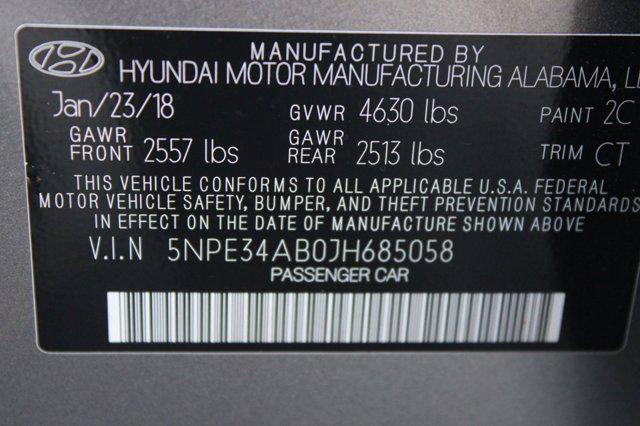 MANUFACTURED BY
HYUNDAI MOTOR MANUFACTURING ALABAMA,
Jan/23/18 GVWR 4630 lbs PAINT 2C
GAWR FRONT 2557 lbs GAWR REAR 2513 lbs TRIM CT
THIS VEHICLE CONFORMS TO ALL APPLICABLE U.S.A. FEDERAL
MOTOR VEHICLE SAFETY, BUMPER, AND THEFT PREVENTION STANDARDS
IN EFFECT ON THE DATE OF MANUFACTURE SHOWN ABOVE.
V.I.N 5NPE34AB0JH685058
PASSENGER CAR